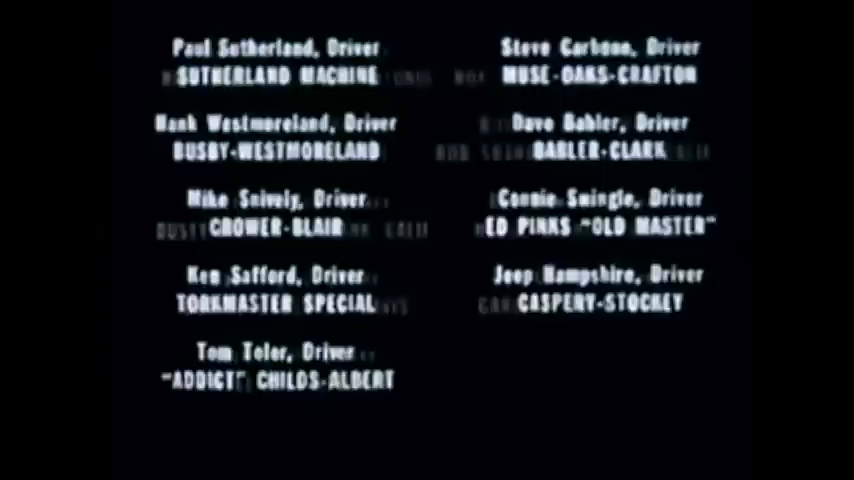 Paul Sutherland, Driver
SUTHERLAND MACHINE
Hank Westmoreland, Driver
BUSBY-WESTMORELAND
Mike Snively, Driver
CROWER-BLAIR
Ken Safford, Driver
TORKMASTER SPECIAL
Tom Toler, Driver
"ADDICT" CHILDS-ALBERT
Steve Carbone, Driver
MUSE-OAKS-CRAFTON
Dave Babler, Driver
BABLER-CLARK
Connie Swingle, Driver
ED PINKS "OLD MASTER"
Jeep Hampshire, Driver
CASPERY-STOCKEY